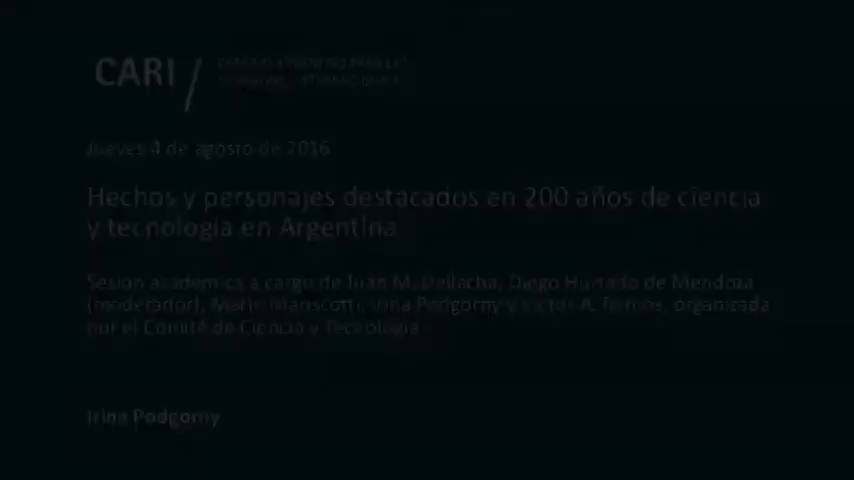 CARI /
Jueves 4 de agosto de 2016
Hechos y personajes destacados en 200 años de ciencia
y tecnología en Argentina
Sesión académica a cargo de Juan M. Dellacha, Diego Hurtado de Mendoza
(moderador), Mario Mariscotti, Irina Podgorny y Víctor A. Ramos, organizada
por el Comité de Ciencia y Tecnología
Irina Podgorny